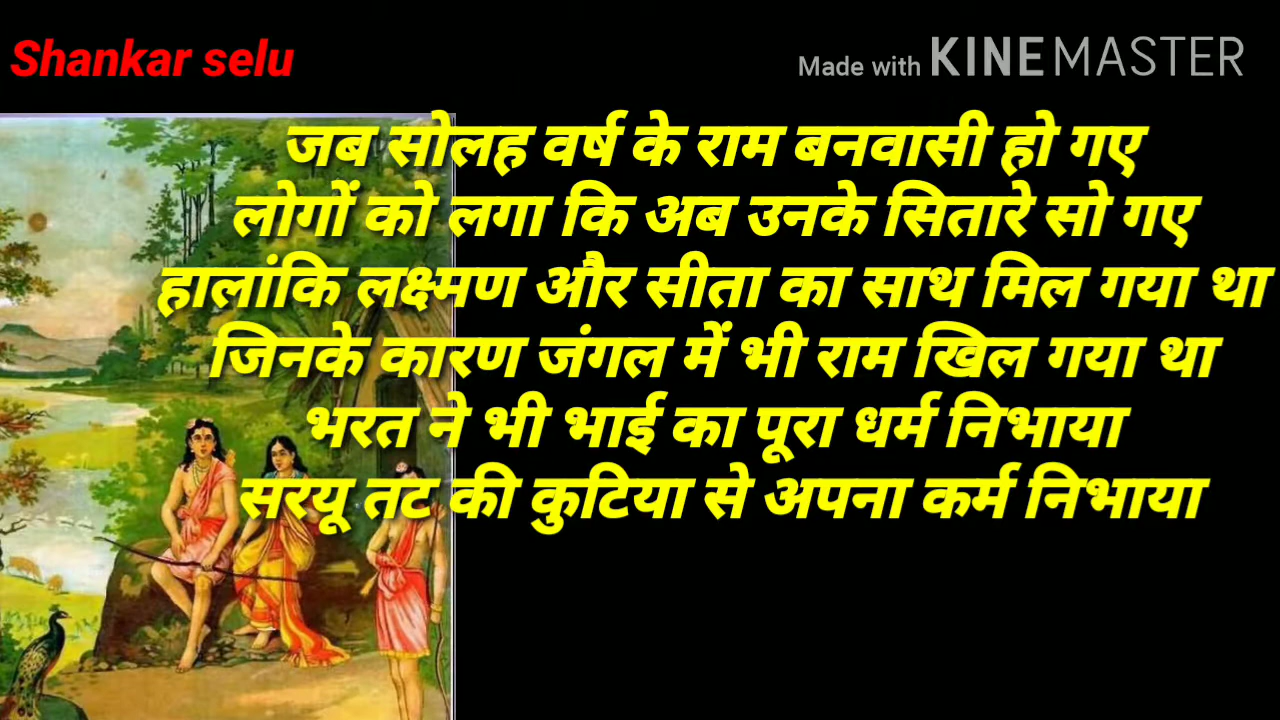 Shankar selu
Made with KINEMASTER
जब सोलह वर्ष के राम बनवासी हो गए
लोगों को लगा कि अब उनके सितारे सो गए
हालांकि लक्ष्मण और सीता का साथ मिल गया था
जिनके कारण जंगल में भी राम खिल गया था
भरत ने भी भाई का पूरा धर्म निभाया
सरयू तट की कुटिया से अपना कर्म निभाया